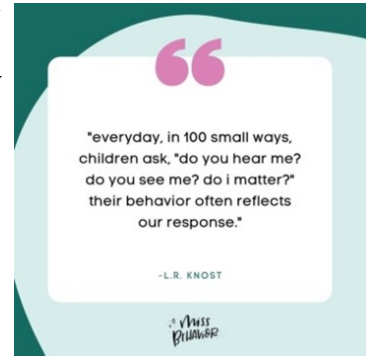 "everyday, in 100 small ways,
children ask, "do you hear me?
do you see me? do i matter?"
their behavior often reflects
our response."
-L.R. KNOST
Miss
BEHAVIOR